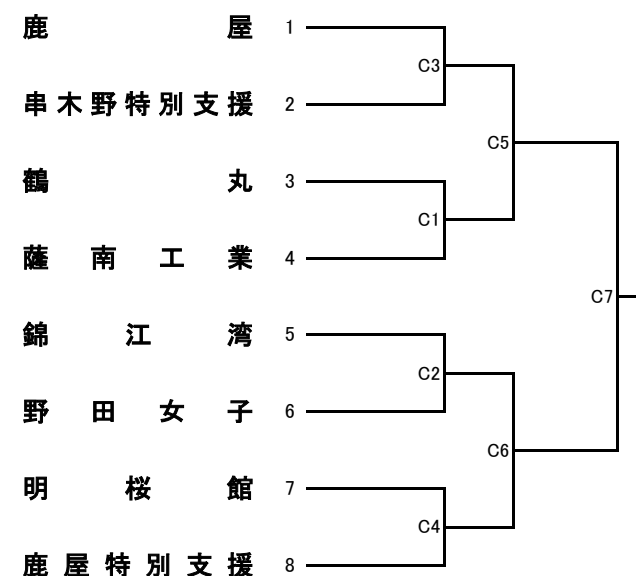 鹿屋 1
C3
串木野特別支援 2
C5
鶴丸 3
C1
薩南工業 4
C7
錦江湾 5
C2
野田女子 6
C6
明桜館 7
C4
鹿屋特別支援 8